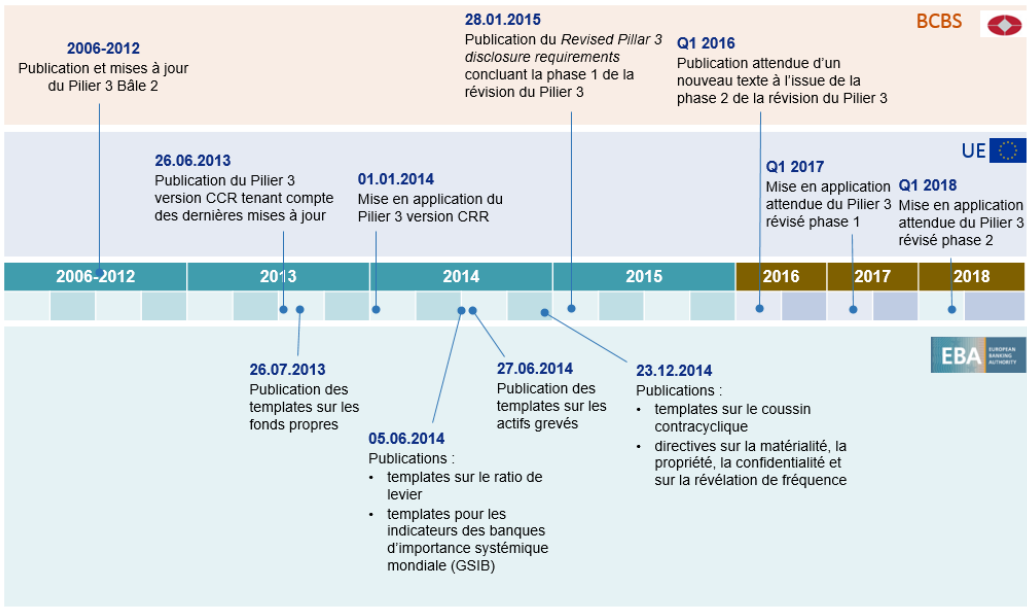 BCBS
2006-2012
Publication et mises à jour
du Pilier 3 Bâle 2
28.01.2015
Publication du Revised Pillar 3
disclosure requirements
concluant la phase 1 de la
révision du Pilier 3
Q1 2016
Publication attendue d'un
nouveau texte à l'issue de la
phase 2 de la révision du Pilier 3
UE
26.06.2013
Publication du Pilier 3
version CCR tenant compte
des dernières mises à jour
01.01.2014
Mise en application du
Pilier 3 version CRR
Q1 2017
Mise en application
attendue du Pilier 3
révisé phase 1
Q1 2018
Mise en application
attendue du Pilier 3
révisé phase 2
2006-2012
2013
2014
2015
2016
2017
2018
EBA
EUROPEAN
BANKING
AUTHORITY
26.07.2013
Publication des
templates sur les
fonds propres
05.06.2014
Publications :
• templates sur le ratio de
levier
• templates pour les
indicateurs des banques
d'importance systémique
mondiale (GSIB)
27.06.2014
Publication des
templates sur les
actifs grevés
23.12.2014
Publications :
• templates sur le coussin
contracyclique
• directives sur la matérialité, la
propriété, la confidentialité et
sur la révélation de fréquence